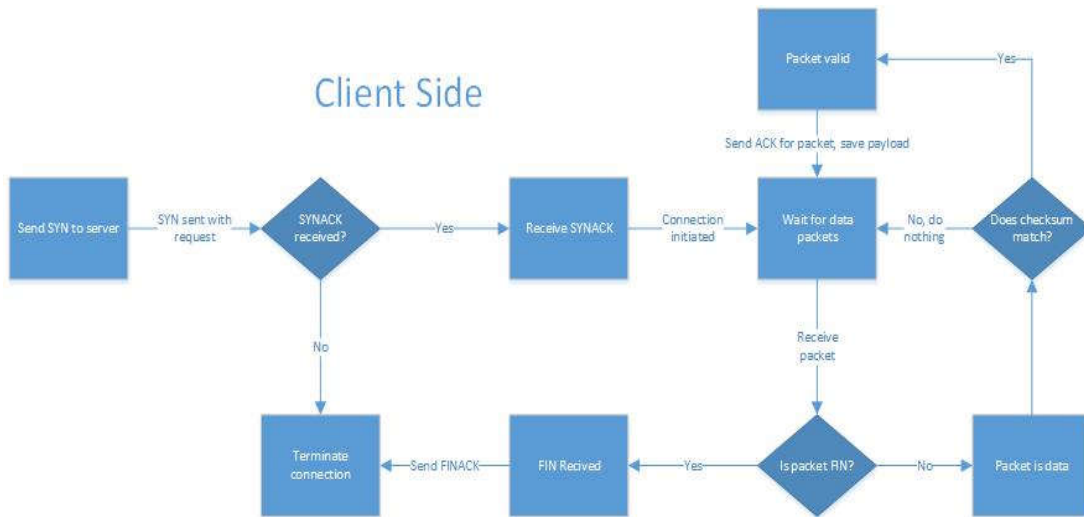 Packet valid
Yes
Client Side
Send ACK for packet, save payload
Send SYN to server
SYN sent with
request
SYNACK
received?
Yes
Receive SYNACK
Connection
initiated
Wait for data
packets
No, do
nothing
Does checksum
match?
No
Receive
packet
Terminate
connection
Send FINACK
FIN Recived
Yes
Is packet FIN?
No
Packet is data